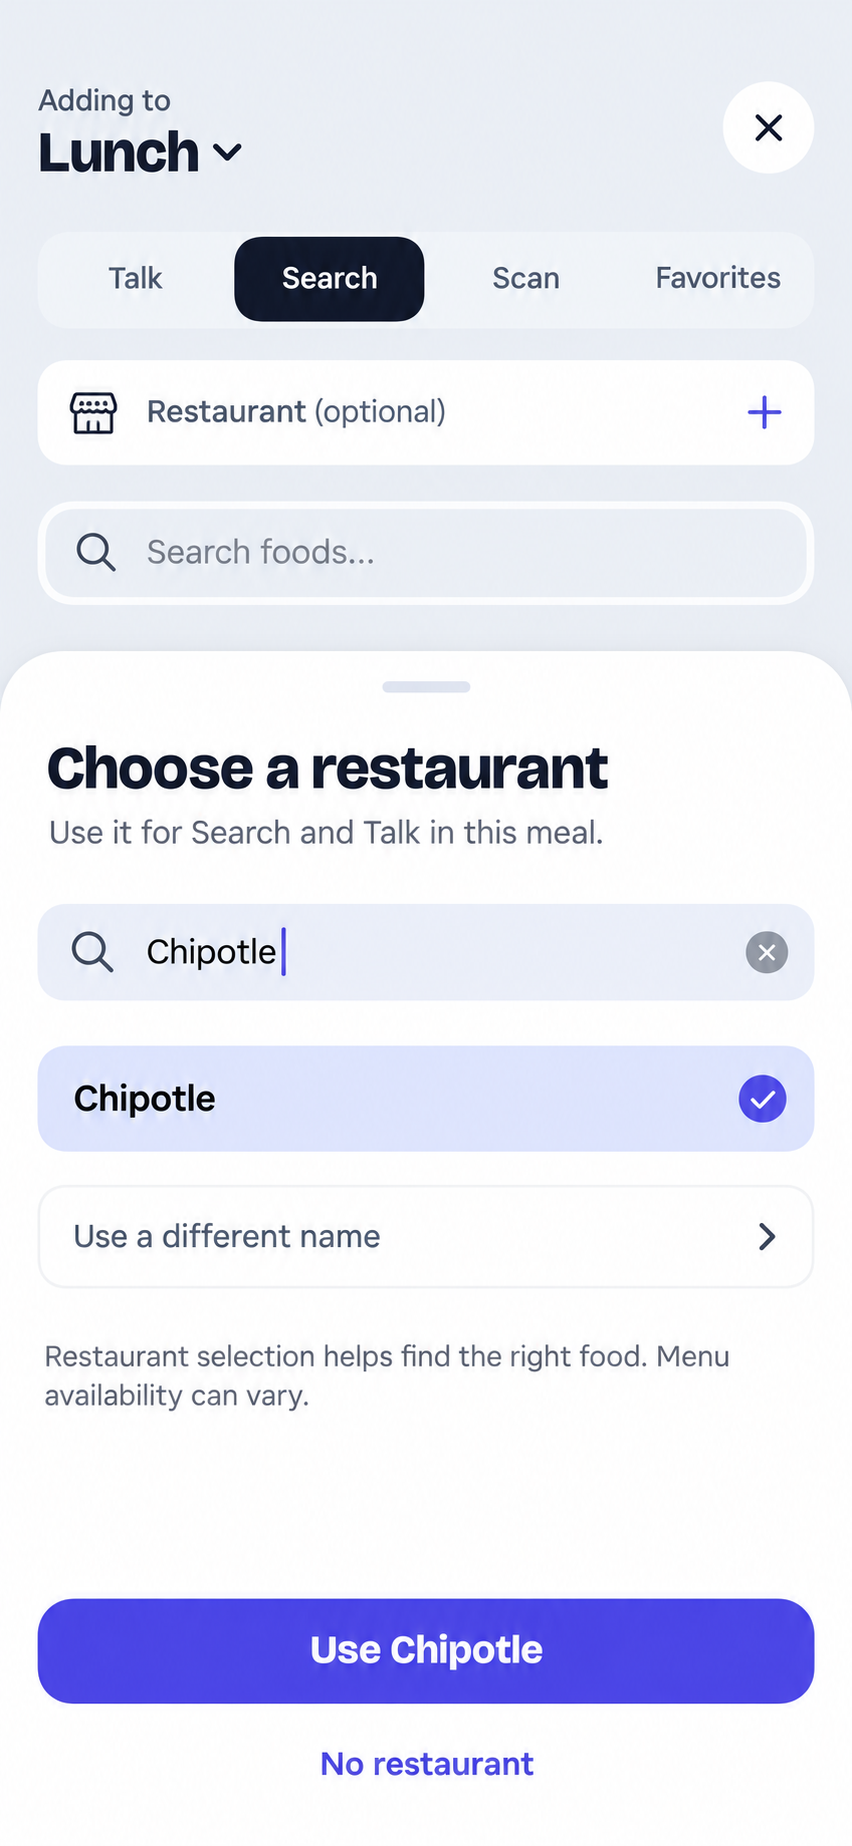 Adding to
Lunch
Talk
Search
Scan
Favorites
Restaurant (optional)
Search foods...
Choose a restaurant
Use it for Search and Talk in this meal.
Chipotle
Chipotle
Use a different name
Restaurant selection helps find the right food. Menu
availability can vary.
Use Chipotle
No restaurant